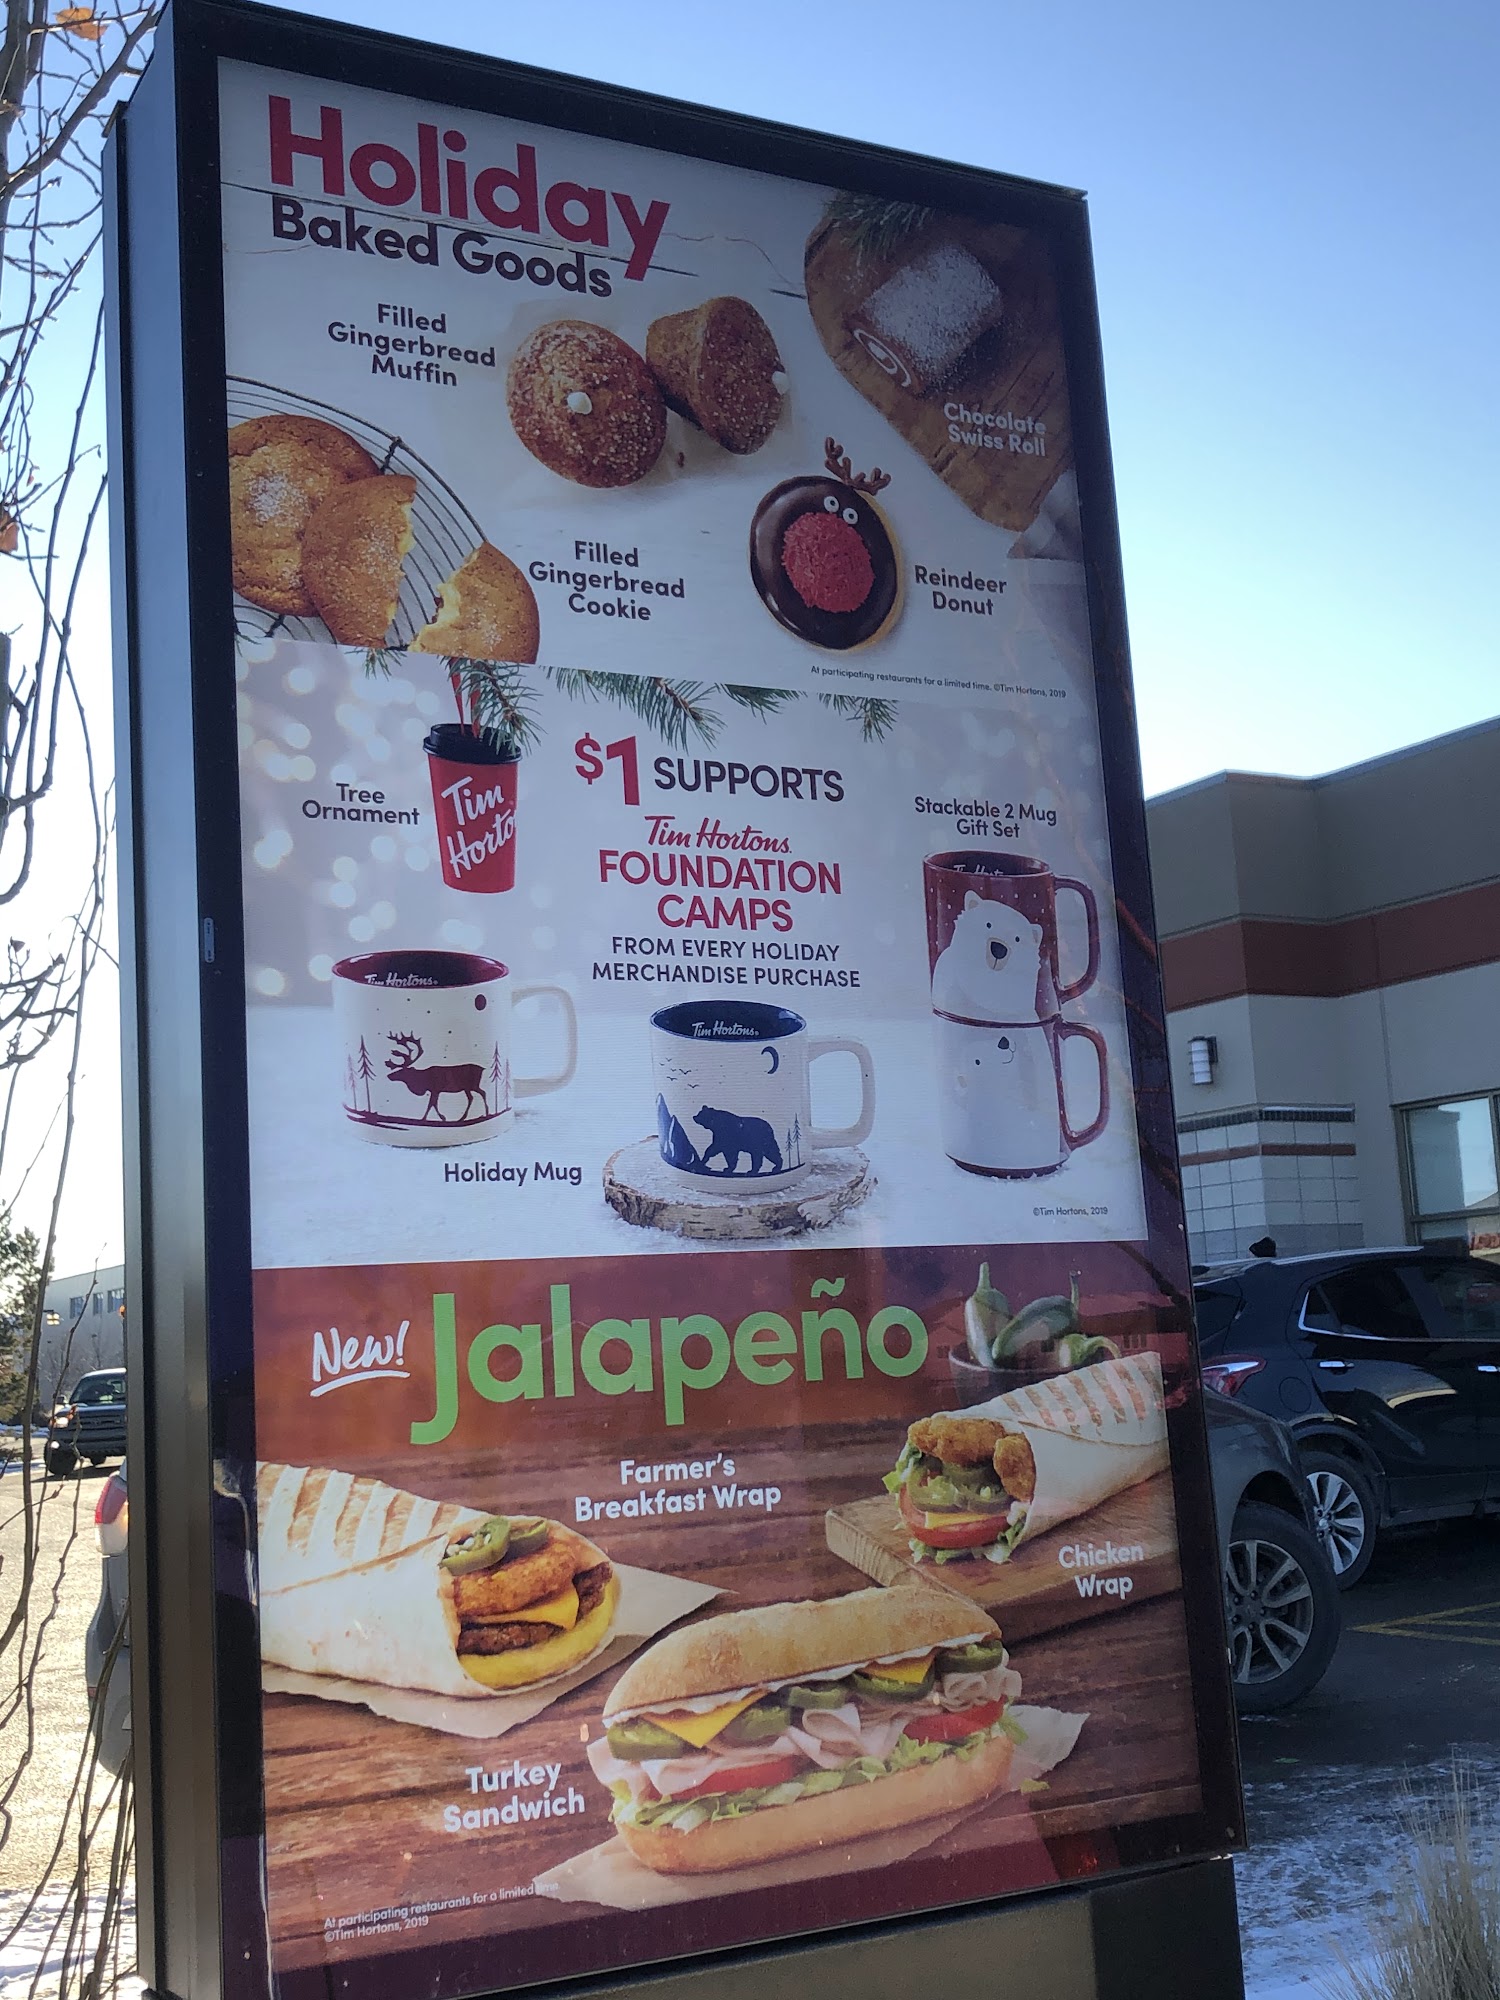 Holiday
Baked Goods
Filled
Gingerbread
Muffin
Chocolate
Swiss Roll
Filled
Gingerbread
Cookie
Reindeer
Donut
At participating restaurants for a limited time. ©Tim Hortons, 2019
Tree
Ornament
Tim
Horto
$1 SUPPORTS
Tim Hortons.
FOUNDATION
CAMPS
FROM EVERY HOLIDAY
MERCHANDISE PURCHASE
Stackable 2 Mug
Gift Set
Tim Hortons.
Tim Hortons.
Holiday Mug
©Tim Hortons, 2019
New! Jalapeño
Farmer's
Breakfast Wrap
Chicken
Wrap
Turkey
Sandwich
At participating restaurants for a limited time.
©Tim Hortons, 2019